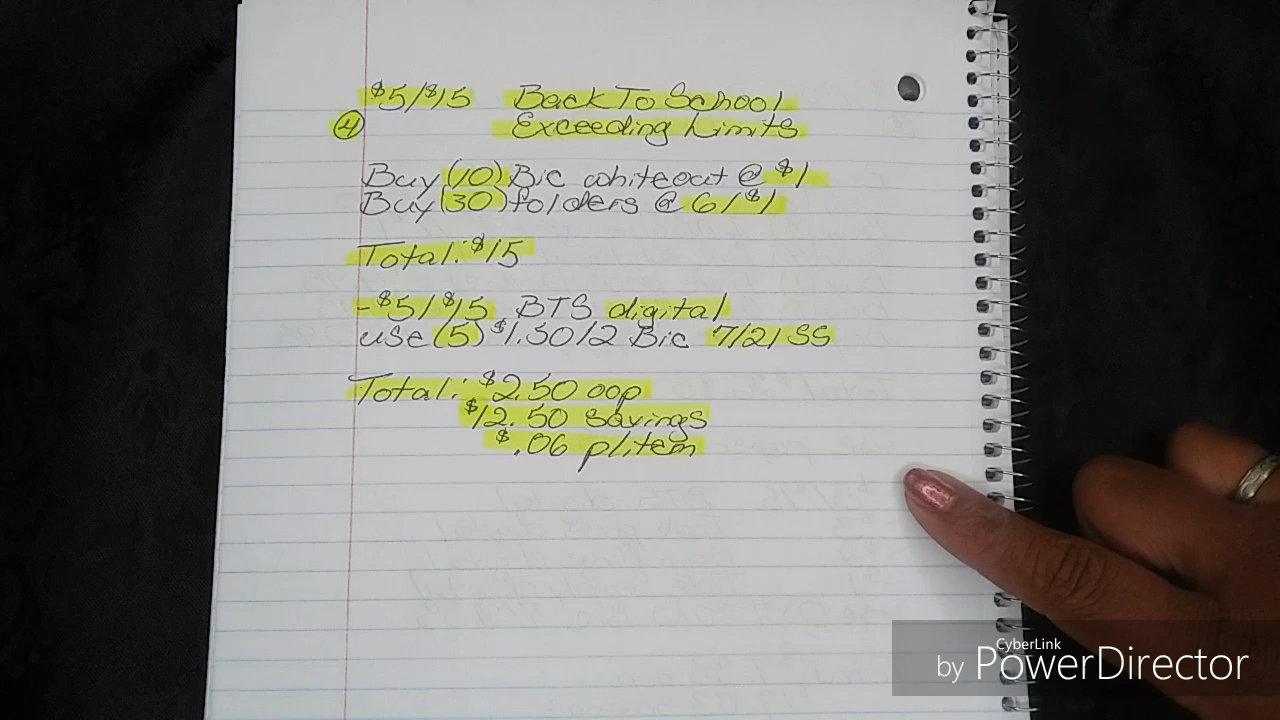 $5/$15 Back To School
④ Exceeding Limits
Buy (10) Bic whiteout @ $1
Buy (30) folders @ 6/$1
Total: $15
-$5/$15 BTS digital
use (5) $1.50/2 Bic 7/21 SS
Total: $2.50 oop
$12.50 savings
$.06 p/item
CyberLink
by PowerDirector